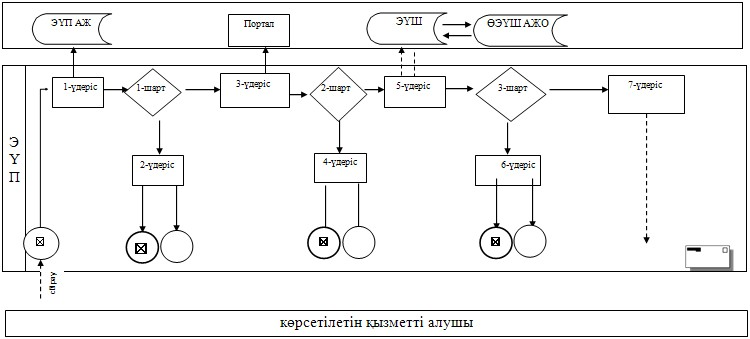 ЭҮП АЖ
Портал
ЭҮШ
ӨЭҮШ АЖО
Э
Ү
П
1-үдеріс
1-шарт
3-үдеріс
2-шарт
5-үдеріс
3-шарт
7-үдеріс
2-үдеріс
4-үдеріс
6-үдеріс
көрсетілетін қызметті алушы